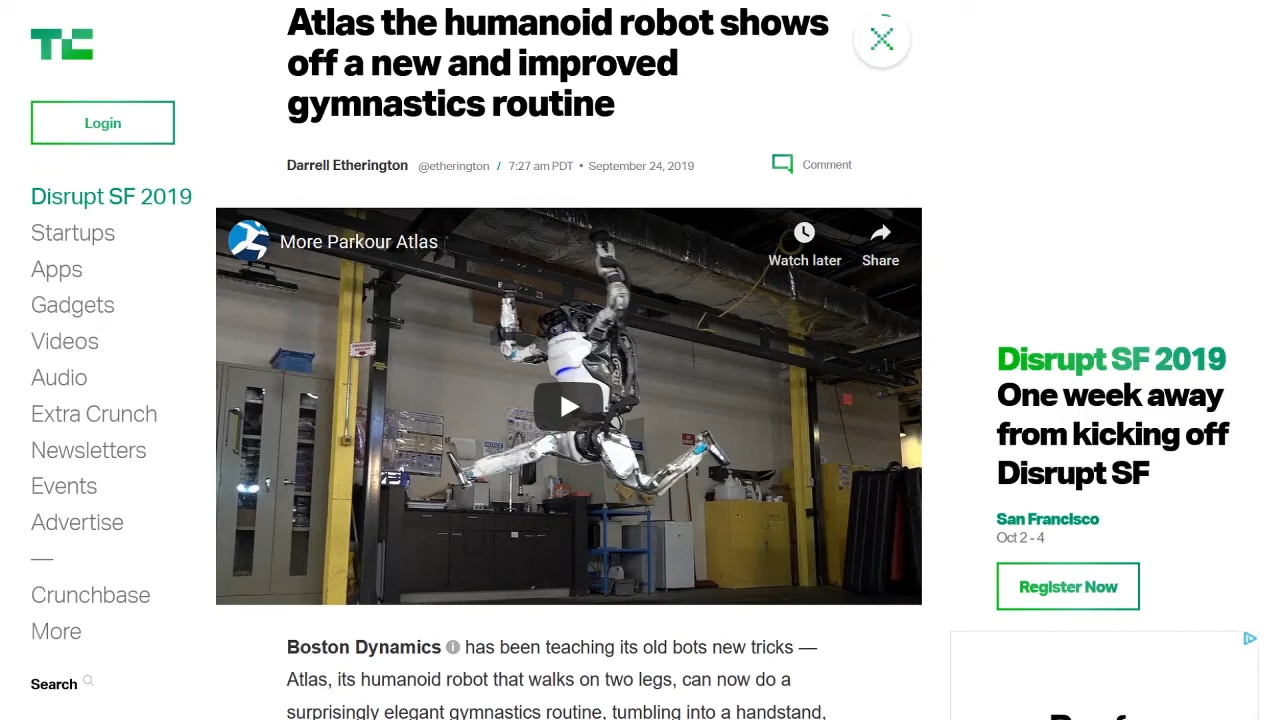 TC
Login
Disrupt SF 2019
Startups
Apps
Gadgets
Videos
Audio
Extra Crunch
Newsletters
Events
Advertise
—
Crunchbase
More
Search
Atlas the humanoid robot shows
off a new and improved
gymnastics routine
Darrell Etherington @etherington / 7:27 am PDT • September 24, 2019
Comment
More Parkour Atlas
Watch later
Share
NOTICE
Boston Dynamics has been teaching its old bots new tricks —
Atlas, its humanoid robot that walks on two legs, can now do a
surprisingly elegant gymnastics routine, tumbling into a handstand,
Disrupt SF 2019
One week away
from kicking off
Disrupt SF
San Francisco
Oct 2 - 4
Register Now